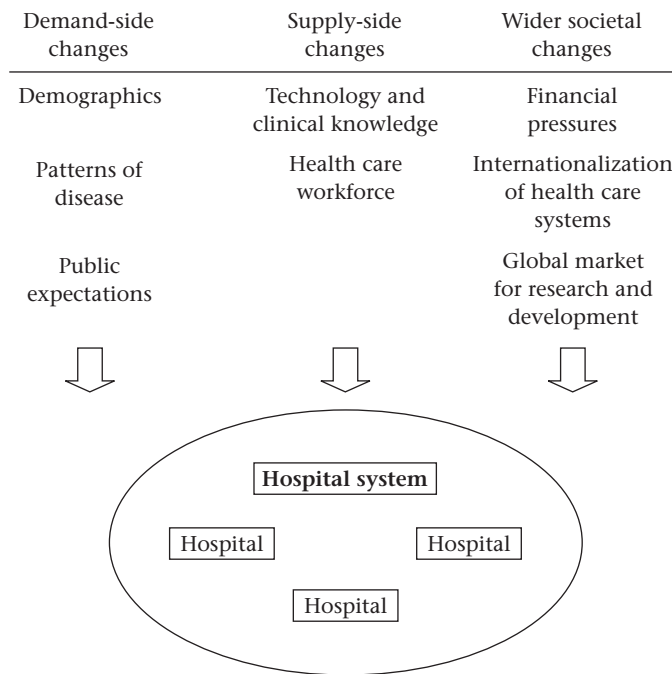 Demand-side
changes
Supply-side
changes
Wider societal
changes
Demographics
Technology and
clinical knowledge
Financial
pressures
Patterns of
disease
Health care
workforce
Internationalization
of health care
systems
Public
expectations
Global market
for research and
development
Hospital system
Hospital
Hospital
Hospital